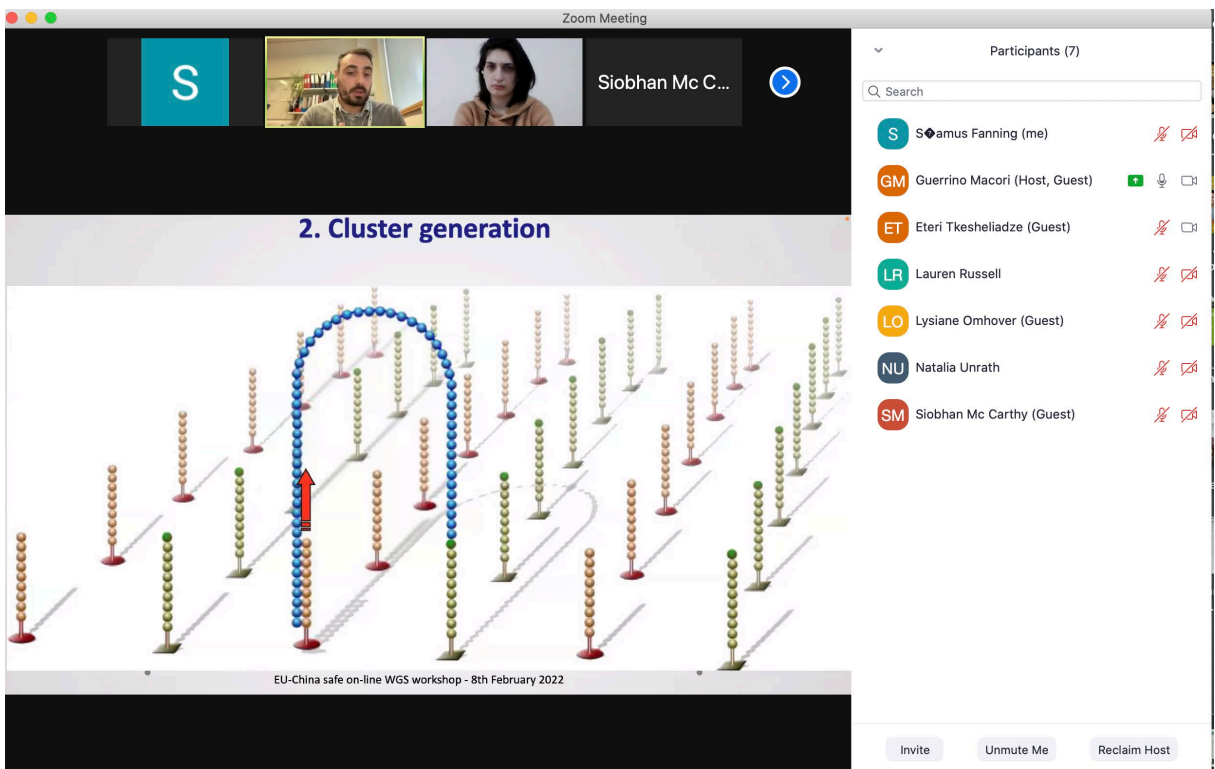 Zoom Meeting
S
Siobhan Mc C...
2. Cluster generation
EU-China safe on-line WGS workshop - 8th February 2022
Participants (7)
Search
S S�amus Fanning (me)
GM Guerrino Macori (Host, Guest)
ET Eteri Tkesheliadze (Guest)
LR Lauren Russell
LO Lysiane Omhover (Guest)
NU Natalia Unrath
SM Siobhan Mc Carthy (Guest)
Invite Unmute Me Reclaim Host